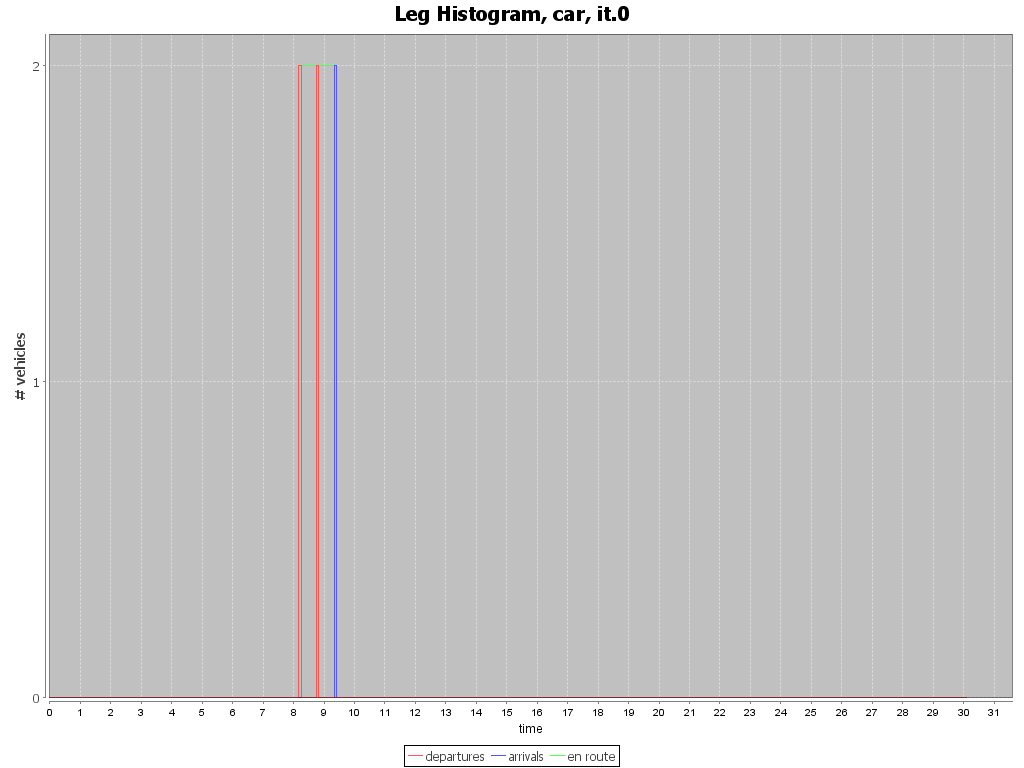 Leg Histogram, car, it.0
# vehicles
2
1
0
0 1 2 3 4 5 6 7 8 9 10 11 12 13 14 15 16 17 18 19 20 21 22 23 24 25 26 27 28 29 30 31
time
departures arrivals en route